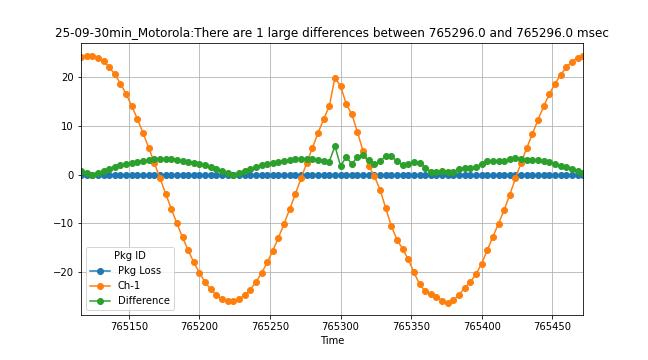 25-09-30min_Motorola:There are 1 large differences between 765296.0 and 765296.0 msec
20
10
0
−10
−20
Pkg ID
Pkg Loss
Ch-1
Difference
765150 765200 765250 765300 765350 765400 765450
Time